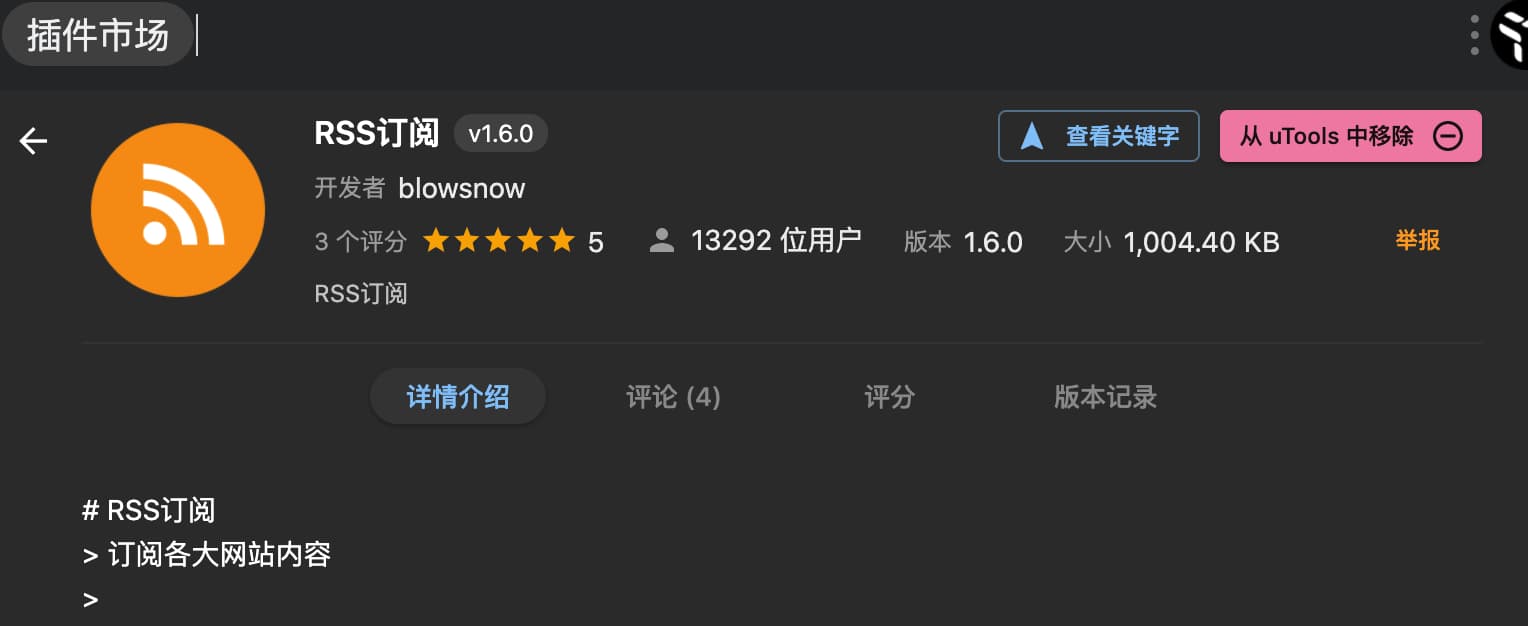 插件市场
RSS订阅 v1.6.0 查看关键字 从 uTools 中移除
开发者 blowsnow
3 个评分 5 13292 位用户 版本 1.6.0 大小 1,004.40 KB 举报
RSS订阅
详情介绍 评论 (4) 评分 版本记录
# RSS订阅
> 订阅各大网站内容
>